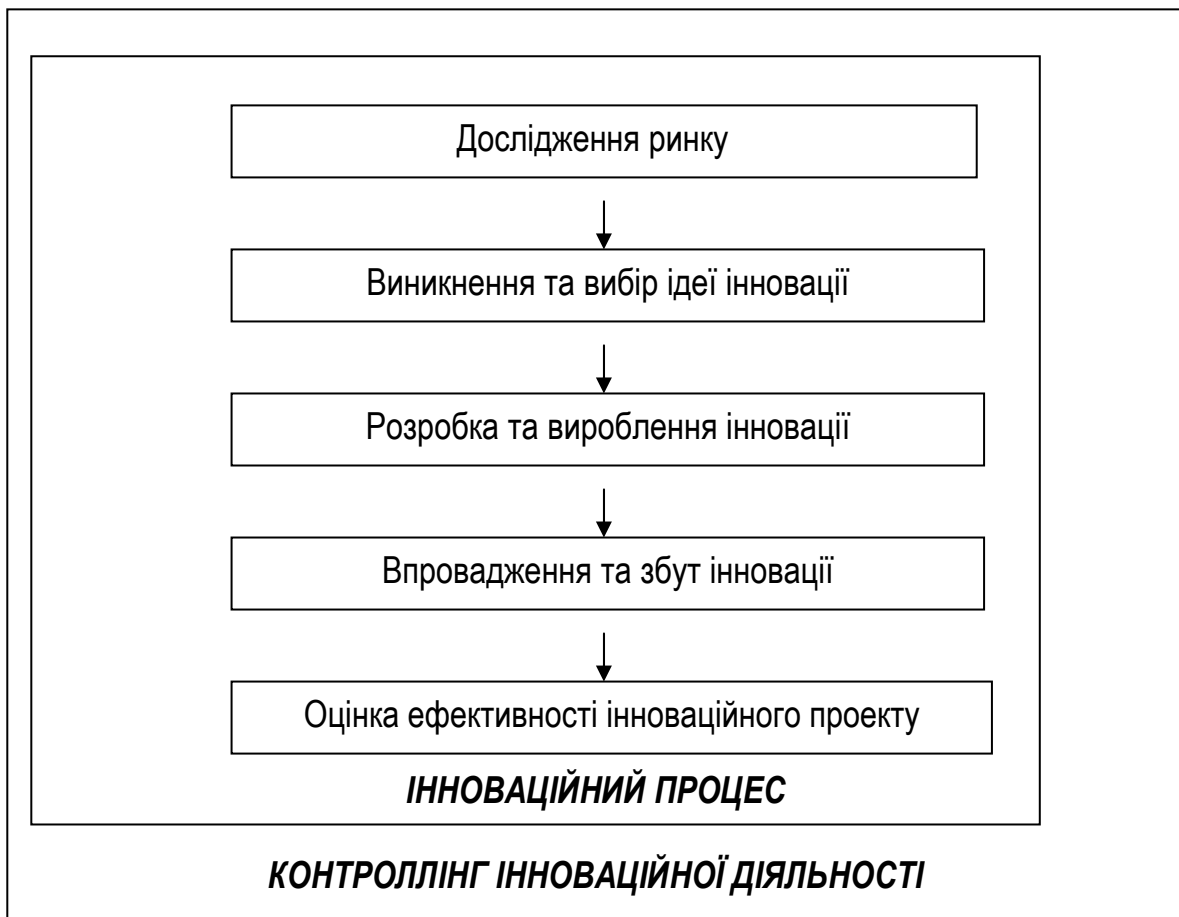 Дослідження ринку
Виникнення та вибір ідеї інновації
Розробка та вироблення інновації
Впровадження та збут інновації
Оцінка ефективності інноваційного проекту
ІННОВАЦІЙНИЙ ПРОЦЕС
КОНТРОЛЛІНГ ІННОВАЦІЙНОЇ ДІЯЛЬНОСТІ